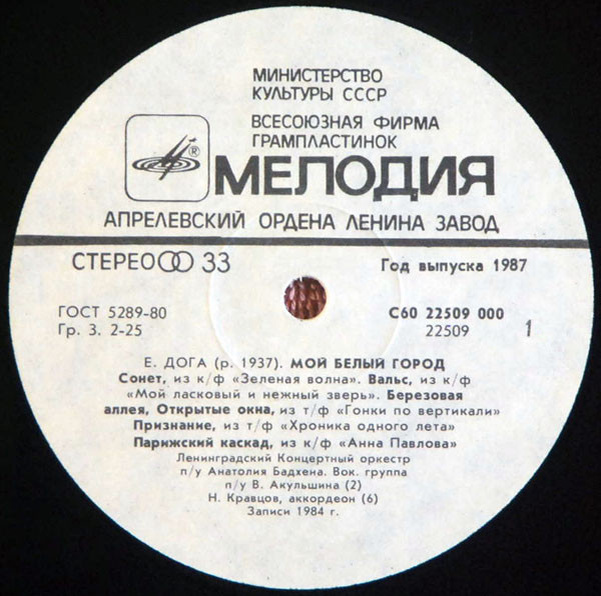 МИНИСТЕРСТВО
КУЛЬТУРЫ СССР
ВСЕСОЮЗНАЯ ФИРМА
ГРАМПЛАСТИНОК
®
МЕЛОДИЯ
АПРЕЛЕВСКИЙ ОРДЕНА ЛЕНИНА ЗАВОД
СТЕРЕО 33
Год выпуска 1987
ГОСТ 5289-80
С60 22509 000
Гр. 3. 2-25
22509 1
Е. ДОГА (р. 1937). МОЙ БЕЛЫЙ ГОРОД
Сонет, из к/ф «Зеленая волна». Вальс, из к/ф
«Мой ласковый и нежный зверь». Березовая
аллея, Открытые окна, из т/ф «Гонки по вертикали»
Признание, из т/ф «Хроника одного лета»
Парижский каскад, из к/ф «Анна Павлова»
Ленинградский Концертный оркестр
п/у Анатолия Бадхена. Вок. группа
п/у В. Акульшина (2)
Н. Кравцов, аккордеон (6)
Записи 1984 г.